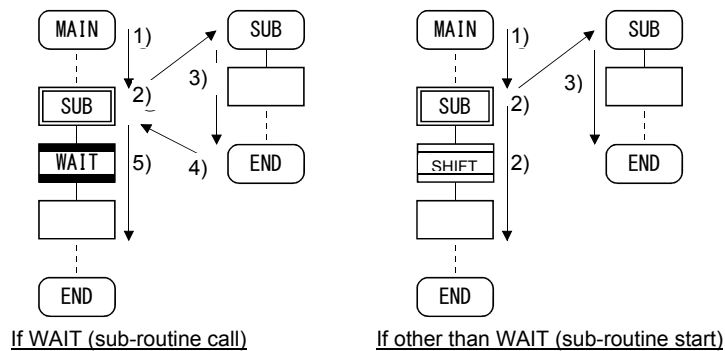 MAIN
1)
SUB
2)
3)
SUB
WAIT
5)
4)
END
END
If WAIT (sub-routine call)
MAIN
1)
SUB
3)
SUB
2)
SHIFT
2)
END
END
If other than WAIT (sub-routine start)